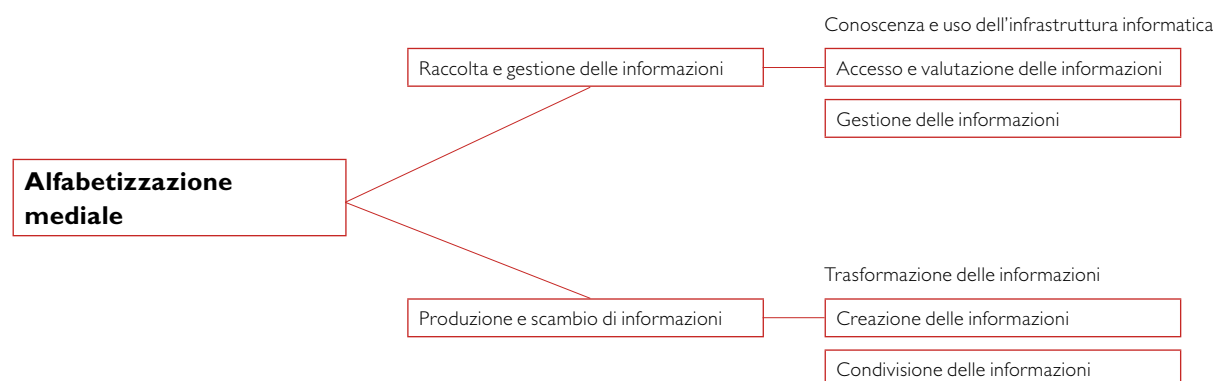 Conoscenza e uso dell'infrastruttura informatica
Raccolta e gestione delle informazioni
Accesso e valutazione delle informazioni
Gestione delle informazioni
Alfabetizzazione
mediale
Trasformazione delle informazioni
Produzione e scambio di informazioni
Creazione delle informazioni
Condivisione delle informazioni